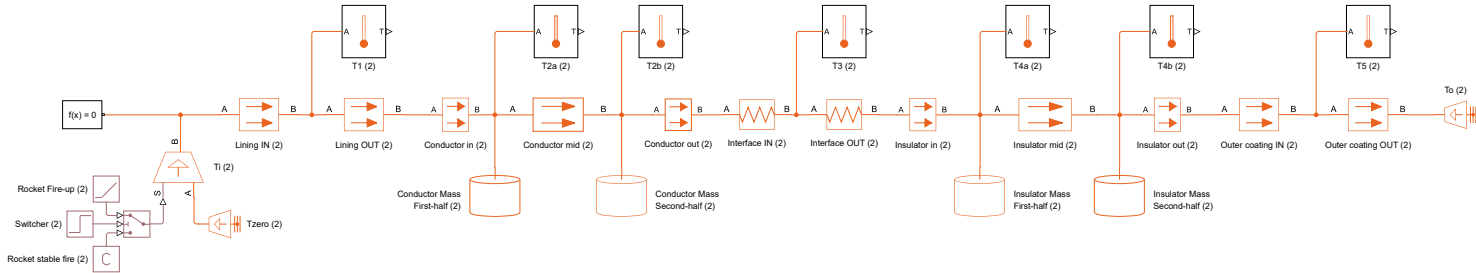 A T
T1 (2)
A T
T2a (2)
A T
T2b (2)
A T
T3 (2)
A T
T4a (2)
A T
T4b (2)
A T
T5 (2)
To (2)
f(x) = 0
A B
Lining IN (2)
A B
Lining OUT (2)
A B
Conductor in (2)
A B
Conductor mid (2)
A B
Conductor out (2)
A B
Interface IN (2)
A B
Interface OUT (2)
A B
Insulator in (2)
A B
Insulator mid (2)
A B
Insulator out (2)
A B
Outer coating IN (2)
A B
Outer coating OUT (2)
B
Ti (2)
S
A
Rocket Fire-up (2)
Switcher (2)
Rocket stable fire (2)
C
Tzero (2)
Conductor Mass
First-half (2)
Conductor Mass
Second-half (2)
Insulator Mass
First-half (2)
Insulator Mass
Second-half (2)